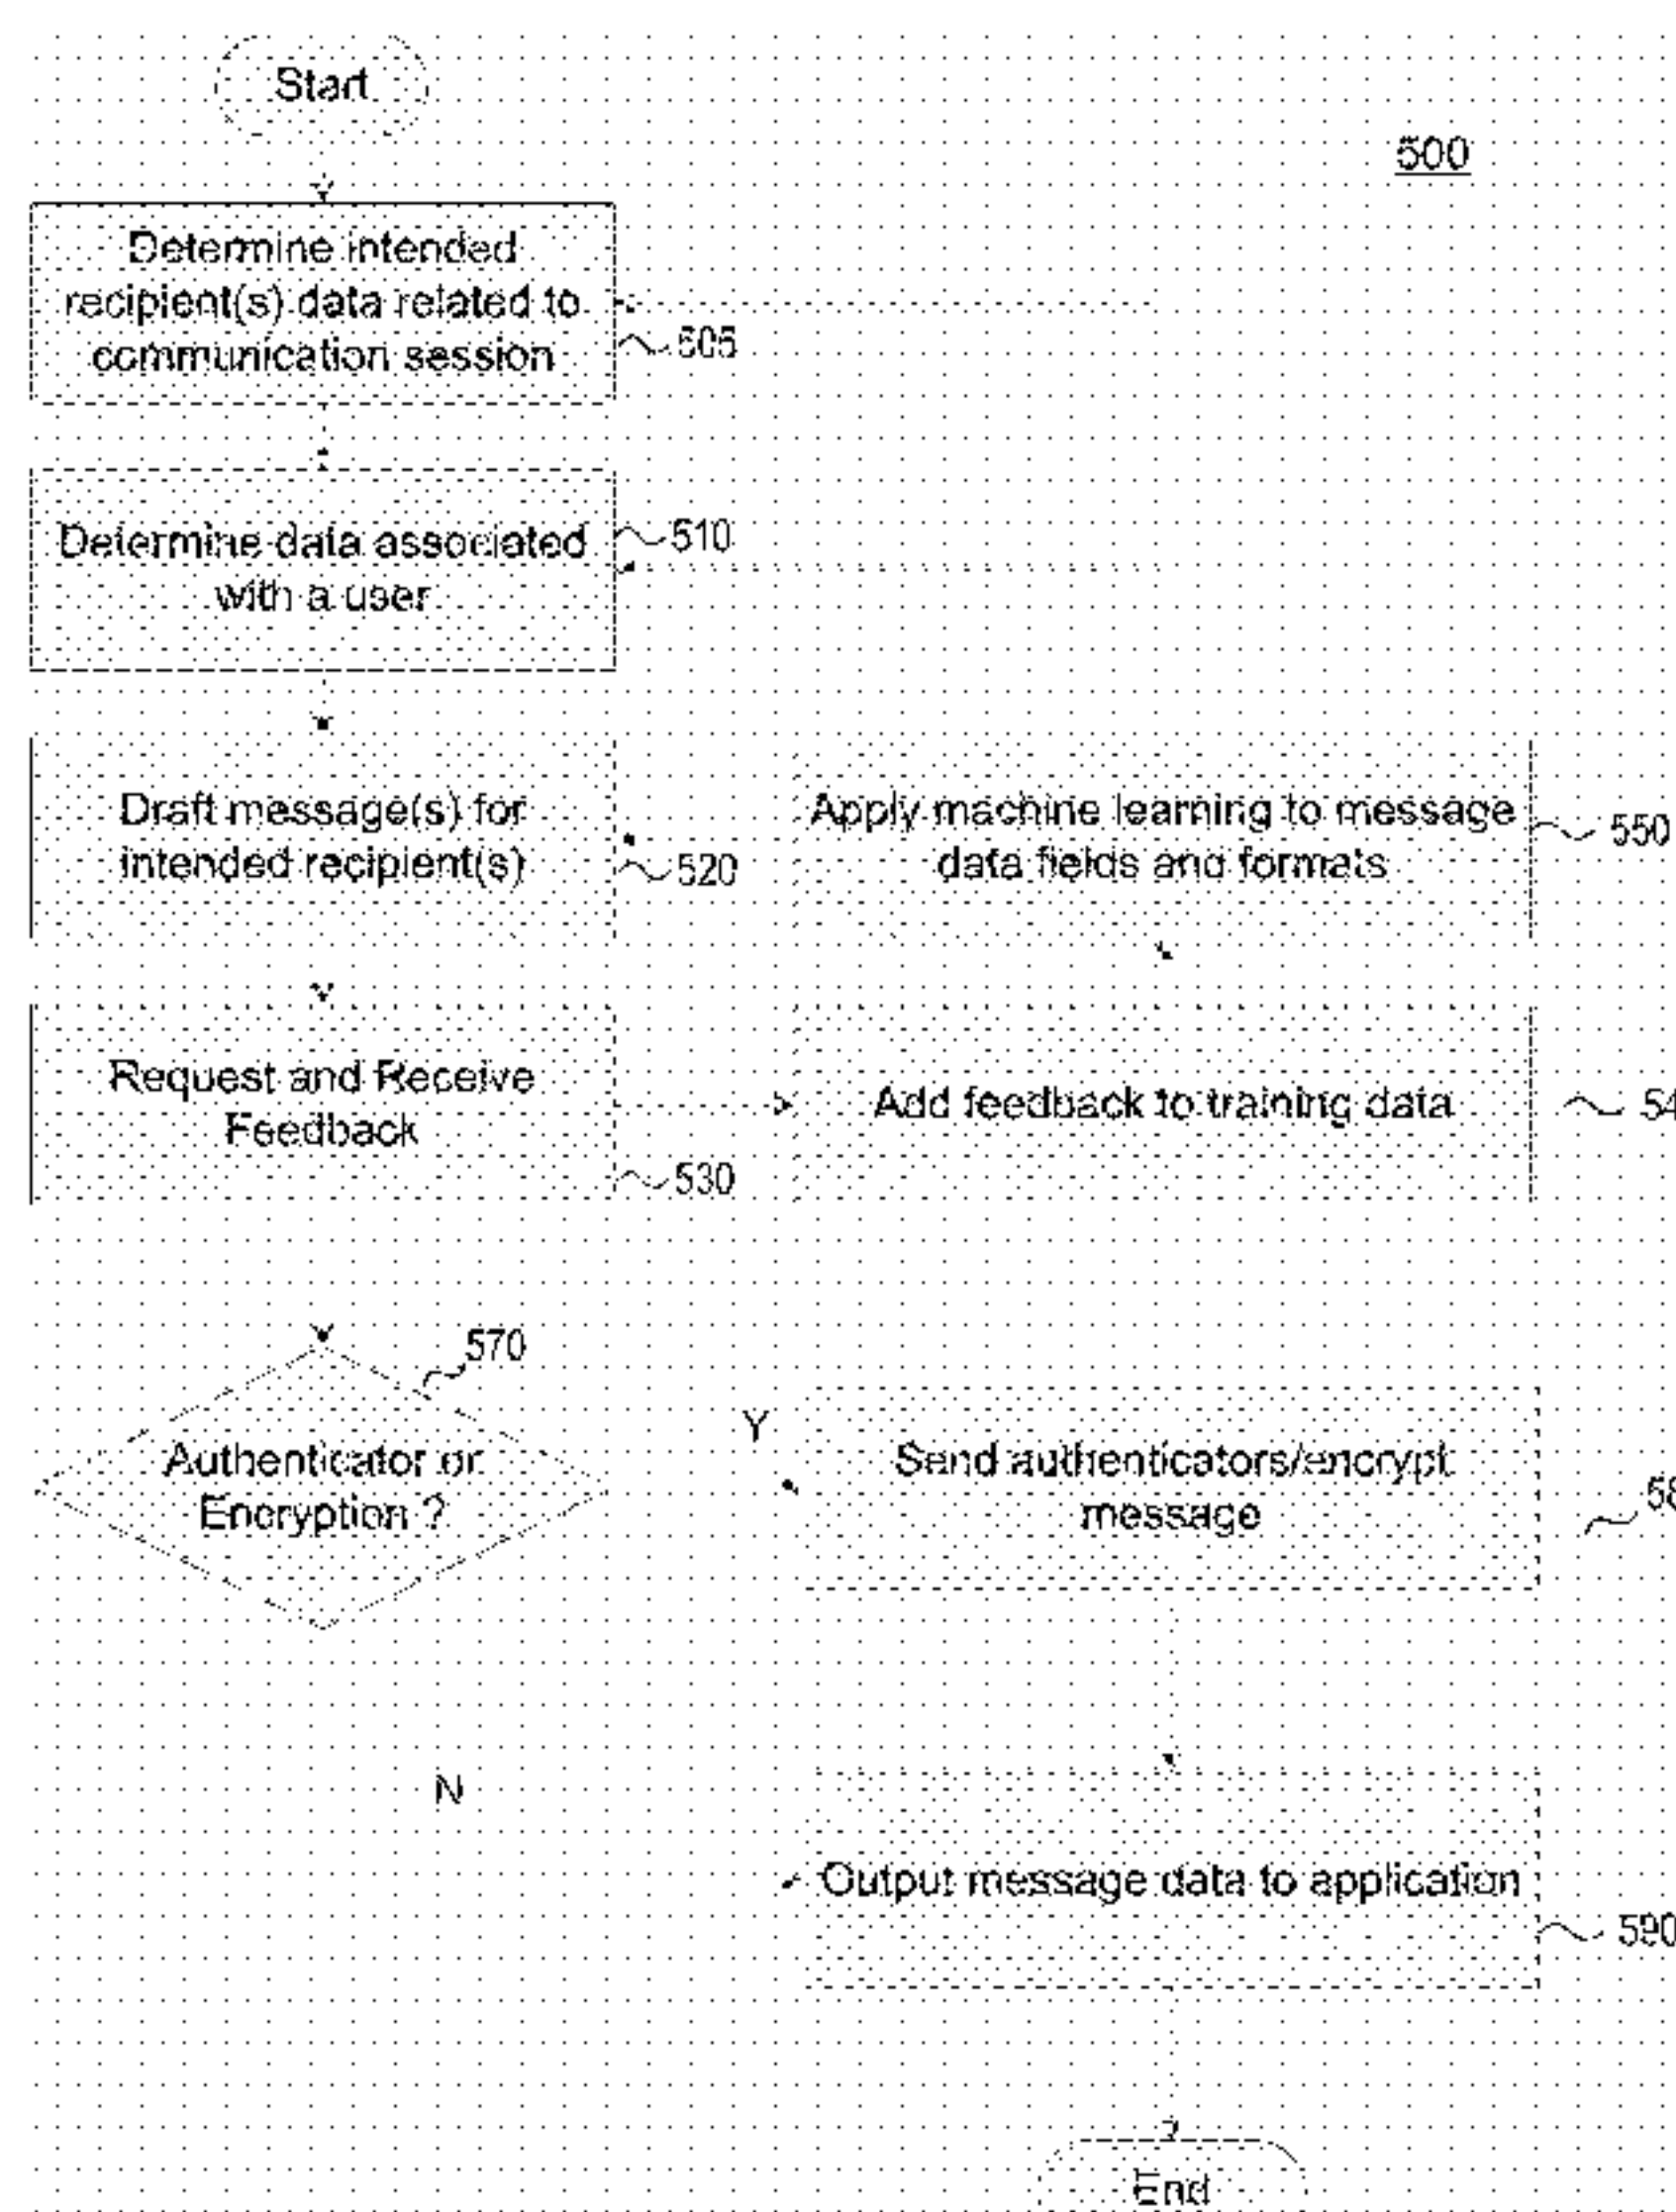 Start
500
Determine intended
recipient(s) data related to
communication session
505
Determine data associated
with a user
510
Draft message(s) for
intended recipient(s)
520
Apply machine learning to message
data fields and formats
550
Request and Receive
Feedback
530
Add feedback to training data
54
570
Authenticator or
Encryption ?
Y
Send authenticators/encrypt
message
58
N
Output message data to application
590
End